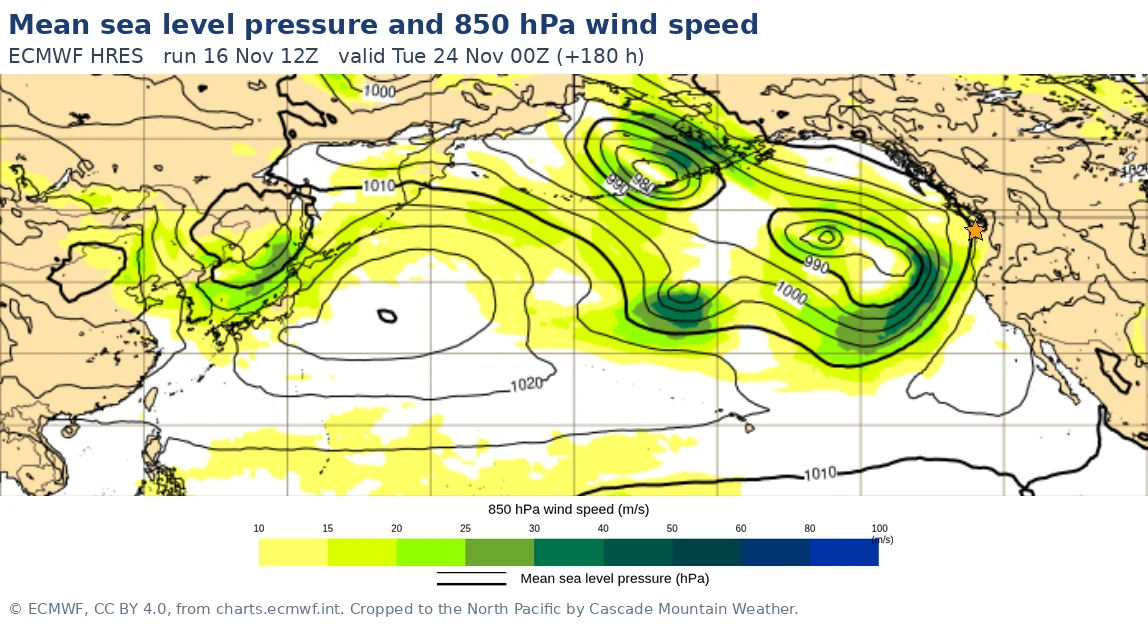 Mean sea level pressure and 850 hPa wind speed
ECMWF HRES run 16 Nov 12Z valid Tue 24 Nov 00Z (+180 h)
1000
1010
990
980
990
1000
1020
1010
850 hPa wind speed (m/s)
10 15 20 25 30 40 50 60 80 100
(m/s)
Mean sea level pressure (hPa)
© ECMWF, CC BY 4.0, from charts.ecmwf.int. Cropped to the North Pacific by Cascade Mountain Weather.